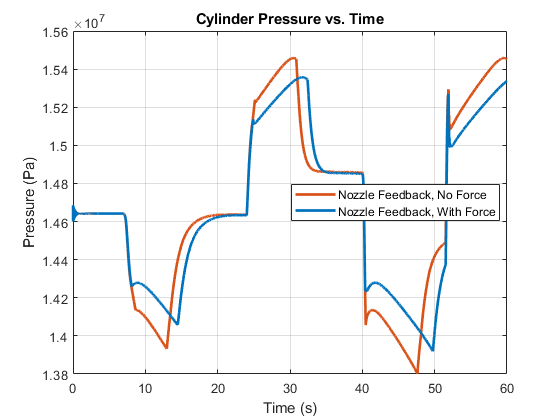 Cylinder Pressure vs. Time
×10⁷
1.56
1.54
1.52
1.5
1.48
1.46
1.44
1.42
1.4
1.38
Pressure (Pa)
Nozzle Feedback, No Force
Nozzle Feedback, With Force
0 10 20 30 40 50 60
Time (s)